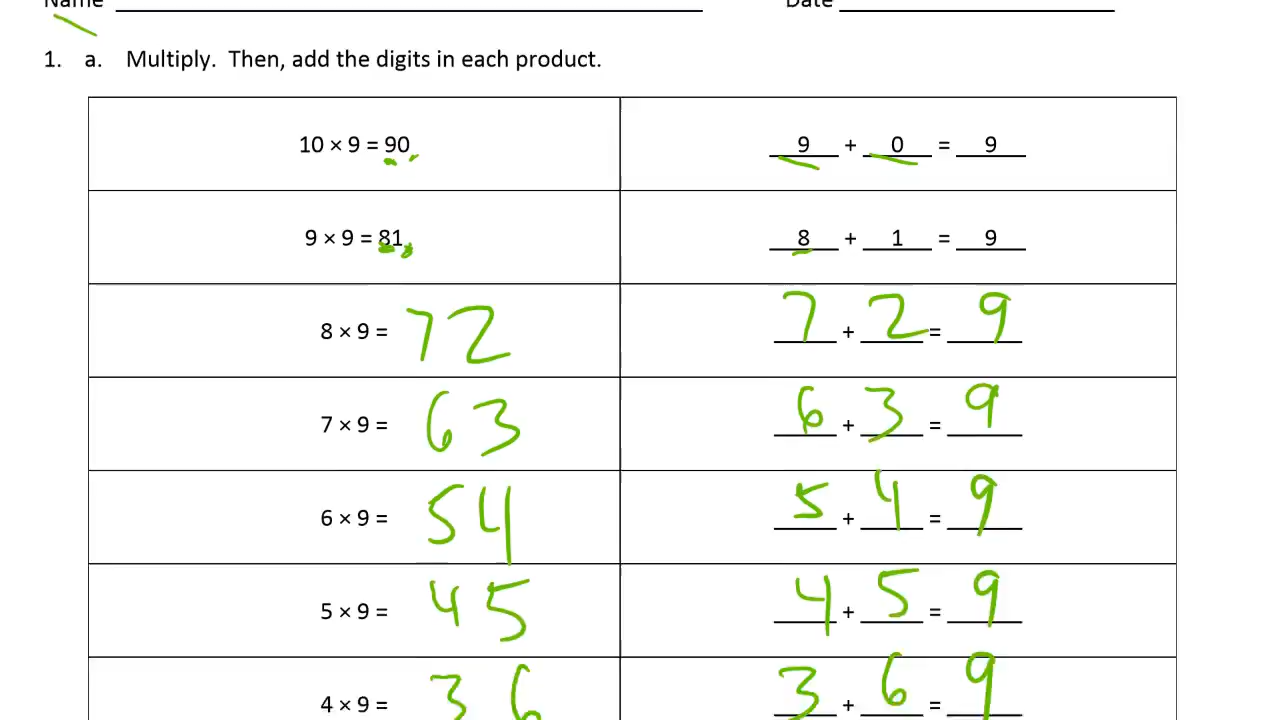 Name Date
1. a. Multiply. Then, add the digits in each product.
10 × 9 = 90 9 + 0 = 9
9 × 9 = 81 8 + 1 = 9
8 × 9 = 72 7 + 2 = 9
7 × 9 = 63 6 + 3 = 9
6 × 9 = 54 5 + 4 = 9
5 × 9 = 45 4 + 5 = 9
4 × 9 = 36 3 + 6 = 9